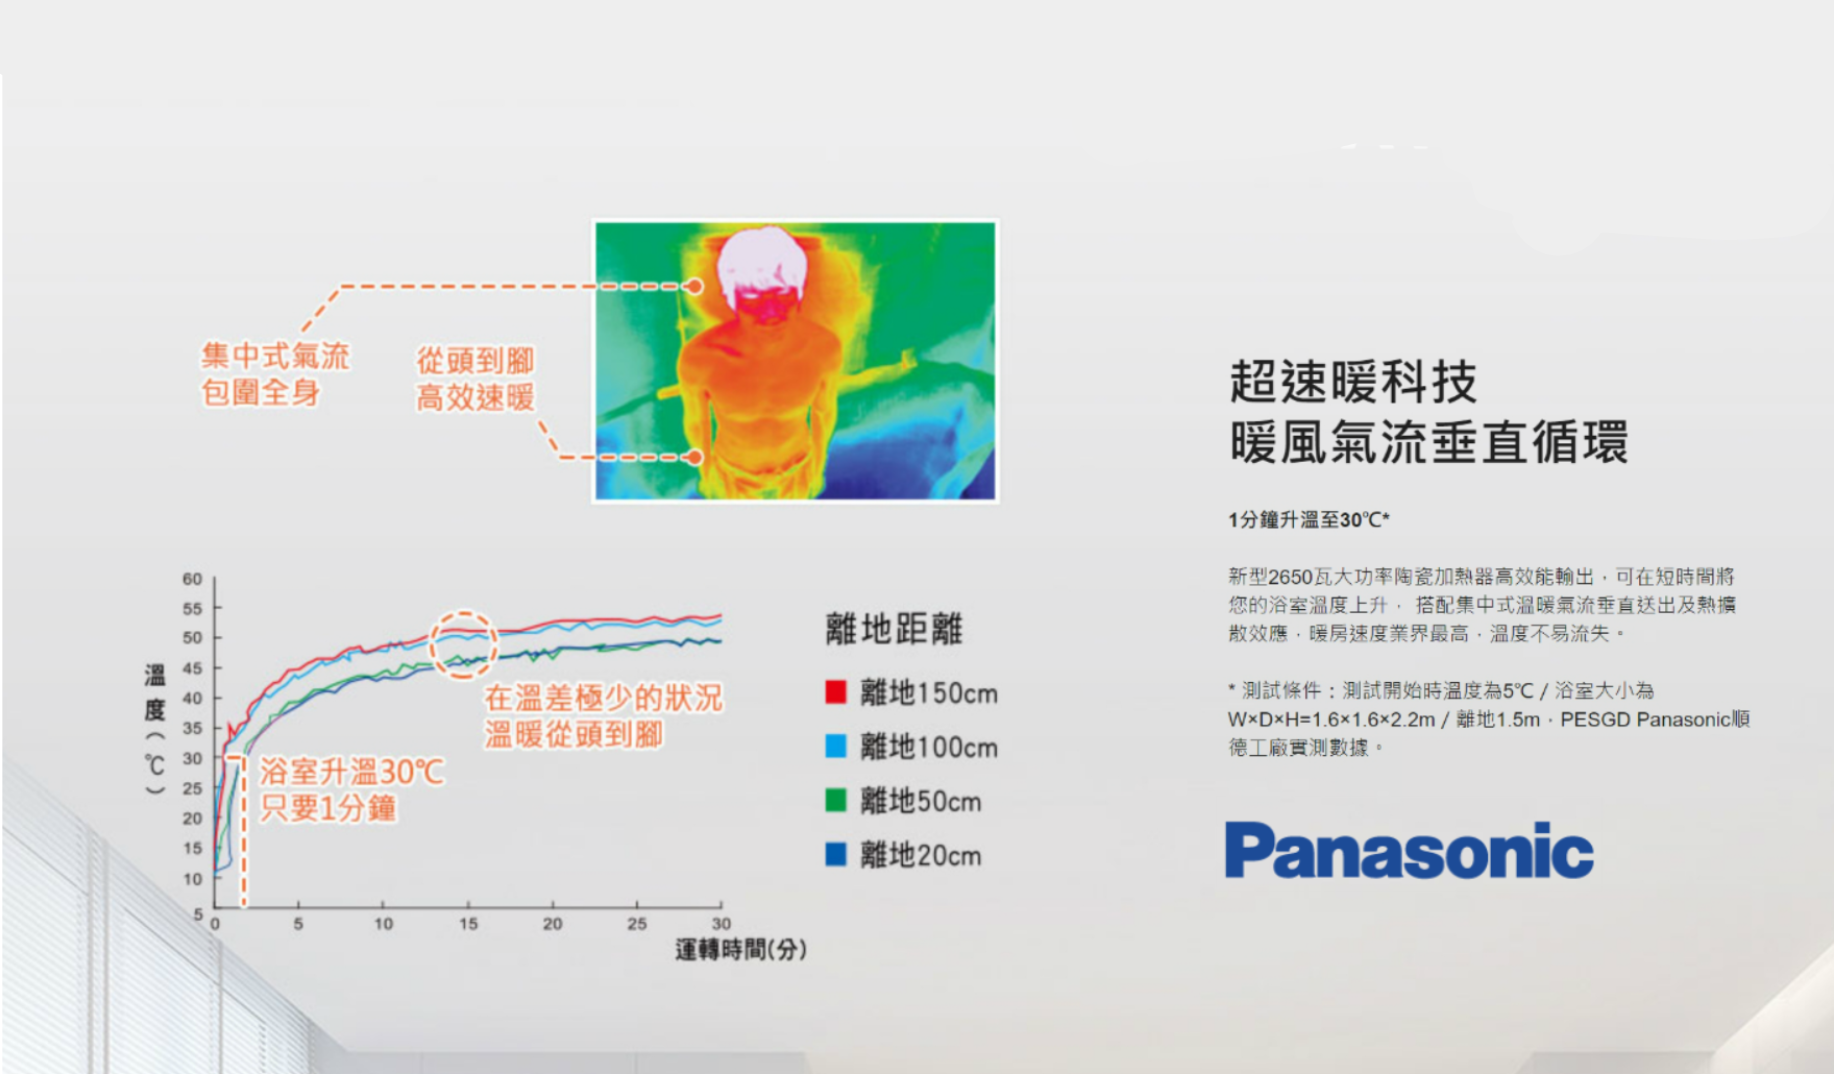 集中式氣流
包圍全身
從頭到腳
高效速暖
超速暖科技
暖風氣流垂直循環
1分鐘升溫至30℃*
新型2650瓦大功率陶瓷加熱器高效能輸出，可在短時間將
您的浴室溫度上升， 搭配集中式溫暖氣流垂直送出及熱擴
散效應，暖房速度業界最高，溫度不易流失。
* 測試條件：測試開始時溫度為5℃ / 浴室大小為
W×D×H=1.6×1.6×2.2m / 離地1.5m，PESGD Panasonic順
德工廠實測數據。
Panasonic
溫度(℃)
60
55
50
45
40
35
30
25
20
15
10
5
0
5
10
15
20
25
30
運轉時間(分)
在溫差極少的狀況
溫暖從頭到腳
浴室升溫30℃
只要1分鐘
離地距離
離地150cm
離地100cm
離地50cm
離地20cm